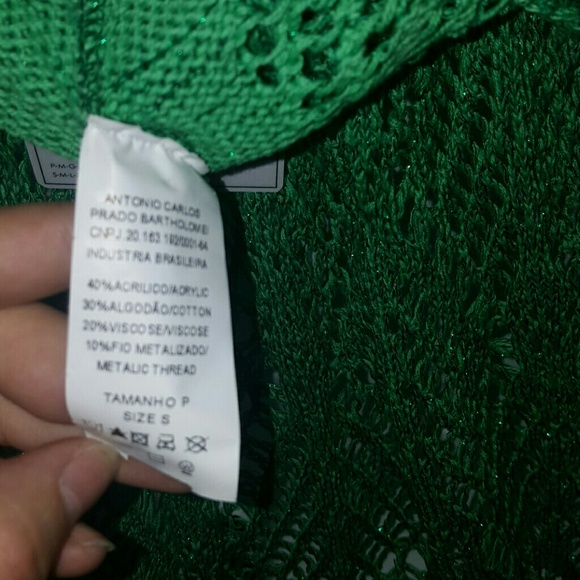 P-M-G
S-M-L
ANTONIO CARLOS
PRADO BARTHOLOMEI
CNPJ. 20.163.192/0001-64
INDUSTRIA BRASILEIRA
40%ACRILICO/ACRYLIC
30%ALGODÃO/COTTON
20%VISCOSE/VISCOSE
10%FIO METALIZADO/
METALIC THREAD
TAMANHO P
SIZE S